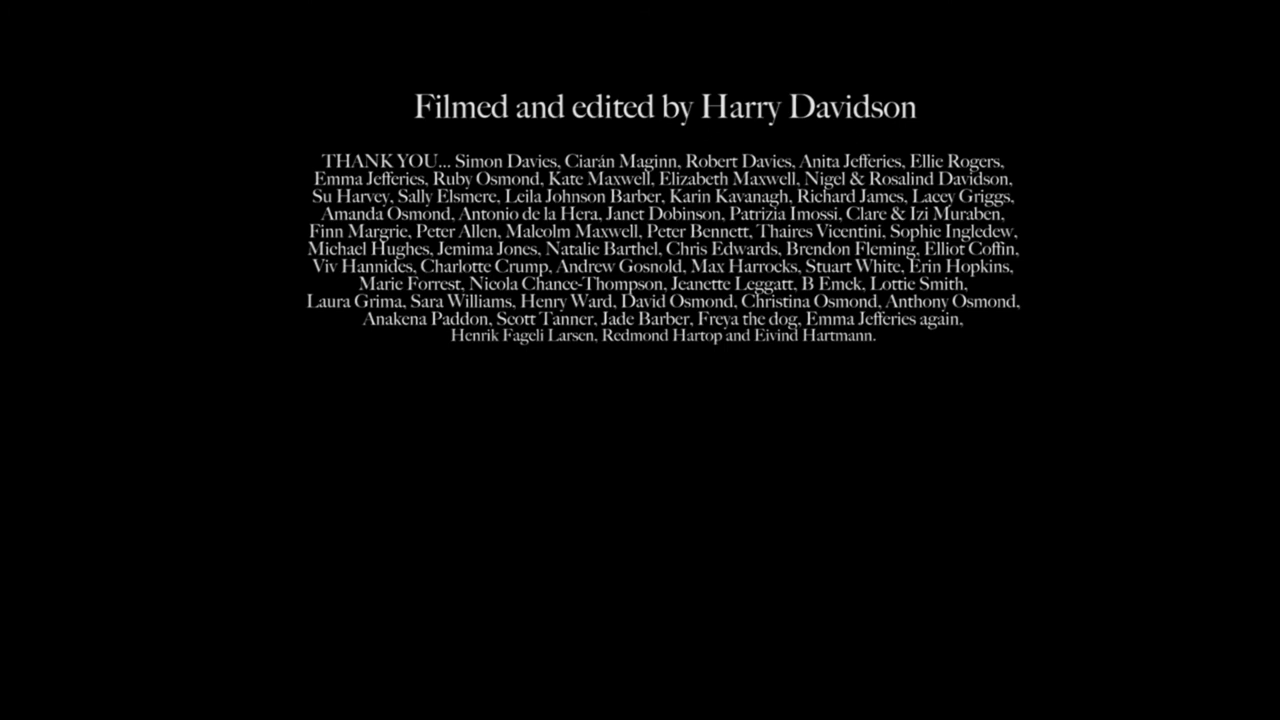 Filmed and edited by Harry Davidson
THANK YOU... Simon Davies, Ciarán Maginn, Robert Davies, Anita Jefferies, Ellie Rogers,
Emma Jefferies, Ruby Osmond, Kate Maxwell, Elizabeth Maxwell, Nigel & Rosalind Davidson,
Su Harvey, Sally Elsmere, Leila Johnson Barber, Karin Kavanagh, Richard James, Lacey Griggs,
Amanda Osmond, Antonio de la Hera, Janet Dobinson, Patrizia Imossi, Clare & Izi Muraben,
Finn Margrie, Peter Allen, Malcolm Maxwell, Peter Bennett, Thaires Vicentini, Sophie Ingledew,
Michael Hughes, Jemima Jones, Natalie Barthel, Chris Edwards, Brendon Fleming, Elliot Coffin,
Viv Hannides, Charlotte Crump, Andrew Gosnold, Max Harrocks, Stuart White, Erin Hopkins,
Marie Forrest, Nicola Chance-Thompson, Jeanette Leggatt, B Emek, Lottie Smith,
Laura Grima, Sara Williams, Henry Ward, David Osmond, Christina Osmond, Anthony Osmond,
Anakena Paddon, Scott Tanner, Jade Barber, Freya the dog, Emma Jefferies again,
Henrik Fageli Larsen, Redmond Hartop and Eivind Hartmann.